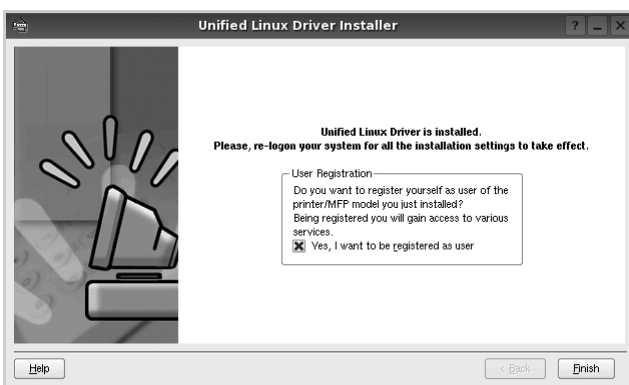 Unified Linux Driver Installer
Unified Linux Driver is installed.
Please, re-logon your system for all the installation settings to take effect.
User Registration
Do you want to register yourself as user of the
printer/MFP model you just installed?
Being registered you will gain access to various
services.
Yes, I want to be registered as user
Help
< Back
Finish